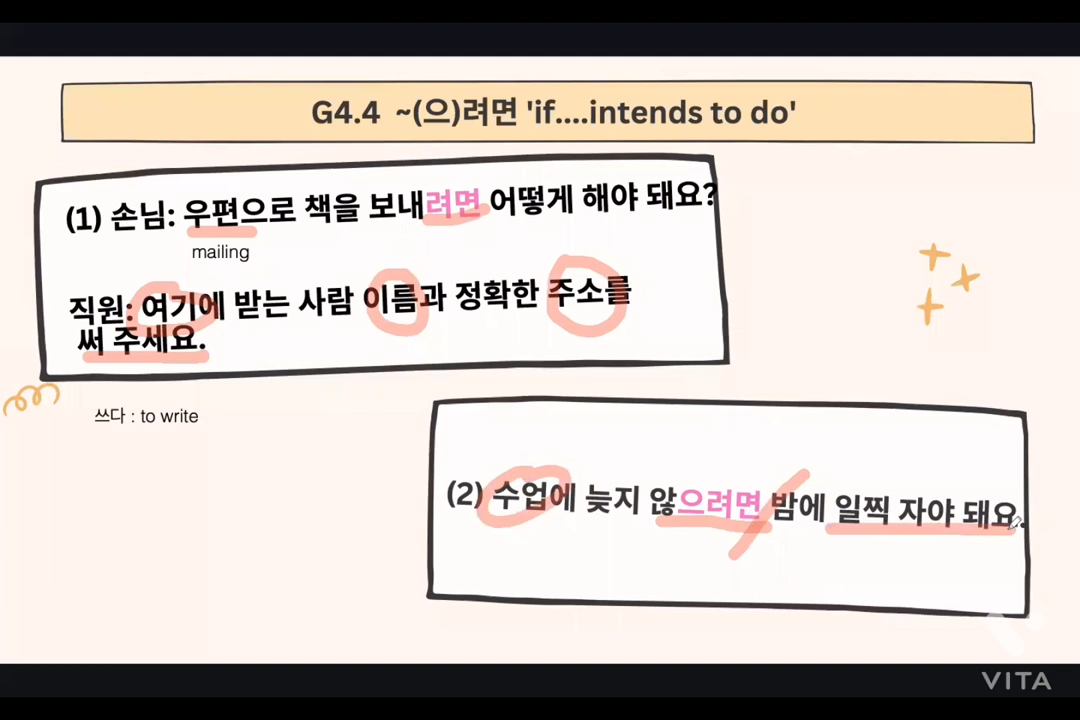 G4.4 ~(으)려면 'if....intends to do'
(1) 손님: 우편으로 책을 보내려면 어떻게 해야 돼요?
mailing
직원: 여기에 받는 사람 이름과 정확한 주소를
써 주세요.
쓰다 : to write
(2) 수업에 늦지 않으려면 밤에 일찍 자야 돼요.
VITA